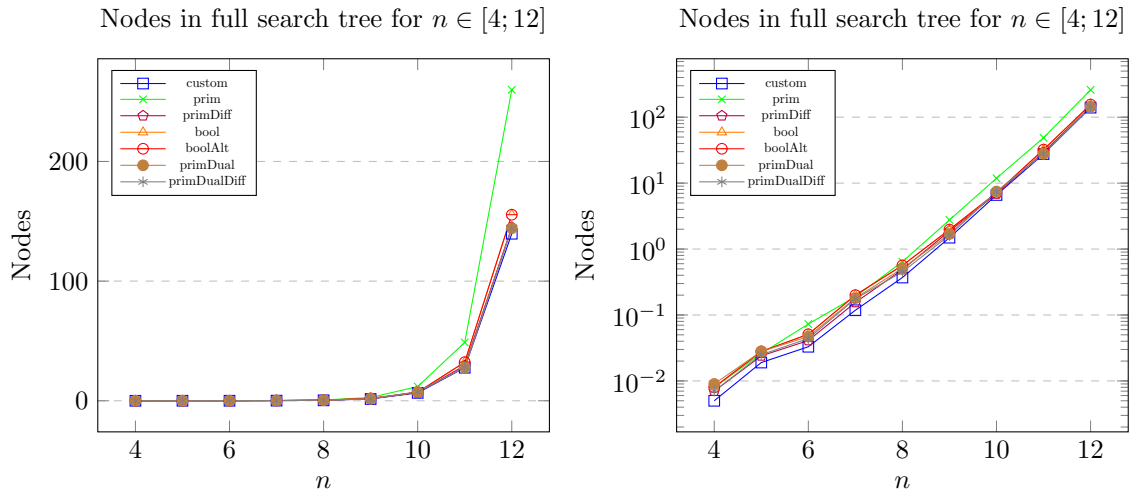 Nodes in full search tree for n ∈ [4; 12]
custom
prim
primDiff
bool
boolAlt
primDual
primDualDiff
200
100
0
Nodes
4 6 8 10 12
n
Nodes in full search tree for n ∈ [4; 12]
custom
prim
primDiff
bool
boolAlt
primDual
primDualDiff
10^2
10^1
10^0
10^−1
10^−2
Nodes
4 6 8 10 12
n